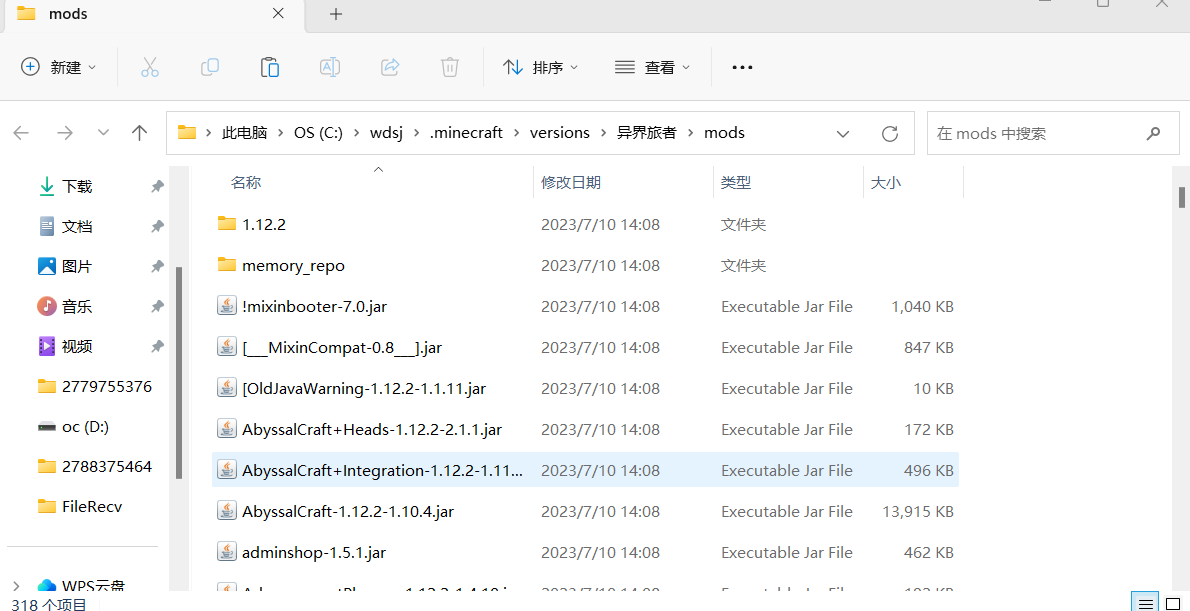 mods
新建
排序
查看
此电脑 OS (C:) wdsj .minecraft versions 异界旅者 mods
在 mods 中搜索
下载
文档
图片
音乐
视频
2779755376
oc (D:)
2788375464
FileRecv
WPS云盘
名称 修改日期 类型 大小
1.12.2 2023/7/10 14:08 文件夹
memory_repo 2023/7/10 14:08 文件夹
!mixinbooter-7.0.jar 2023/7/10 14:08 Executable Jar File 1,040 KB
[___MixinCompat-0.8___].jar 2023/7/10 14:08 Executable Jar File 847 KB
[OldJavaWarning-1.12.2-1.1.11.jar 2023/7/10 14:08 Executable Jar File 10 KB
AbyssalCraft+Heads-1.12.2-2.1.1.jar 2023/7/10 14:08 Executable Jar File 172 KB
AbyssalCraft+Integration-1.12.2-1.11... 2023/7/10 14:08 Executable Jar File 496 KB
AbyssalCraft-1.12.2-1.10.4.jar 2023/7/10 14:08 Executable Jar File 13,915 KB
adminshop-1.5.1.jar 2023/7/10 14:08 Executable Jar File 462 KB
318 个项目